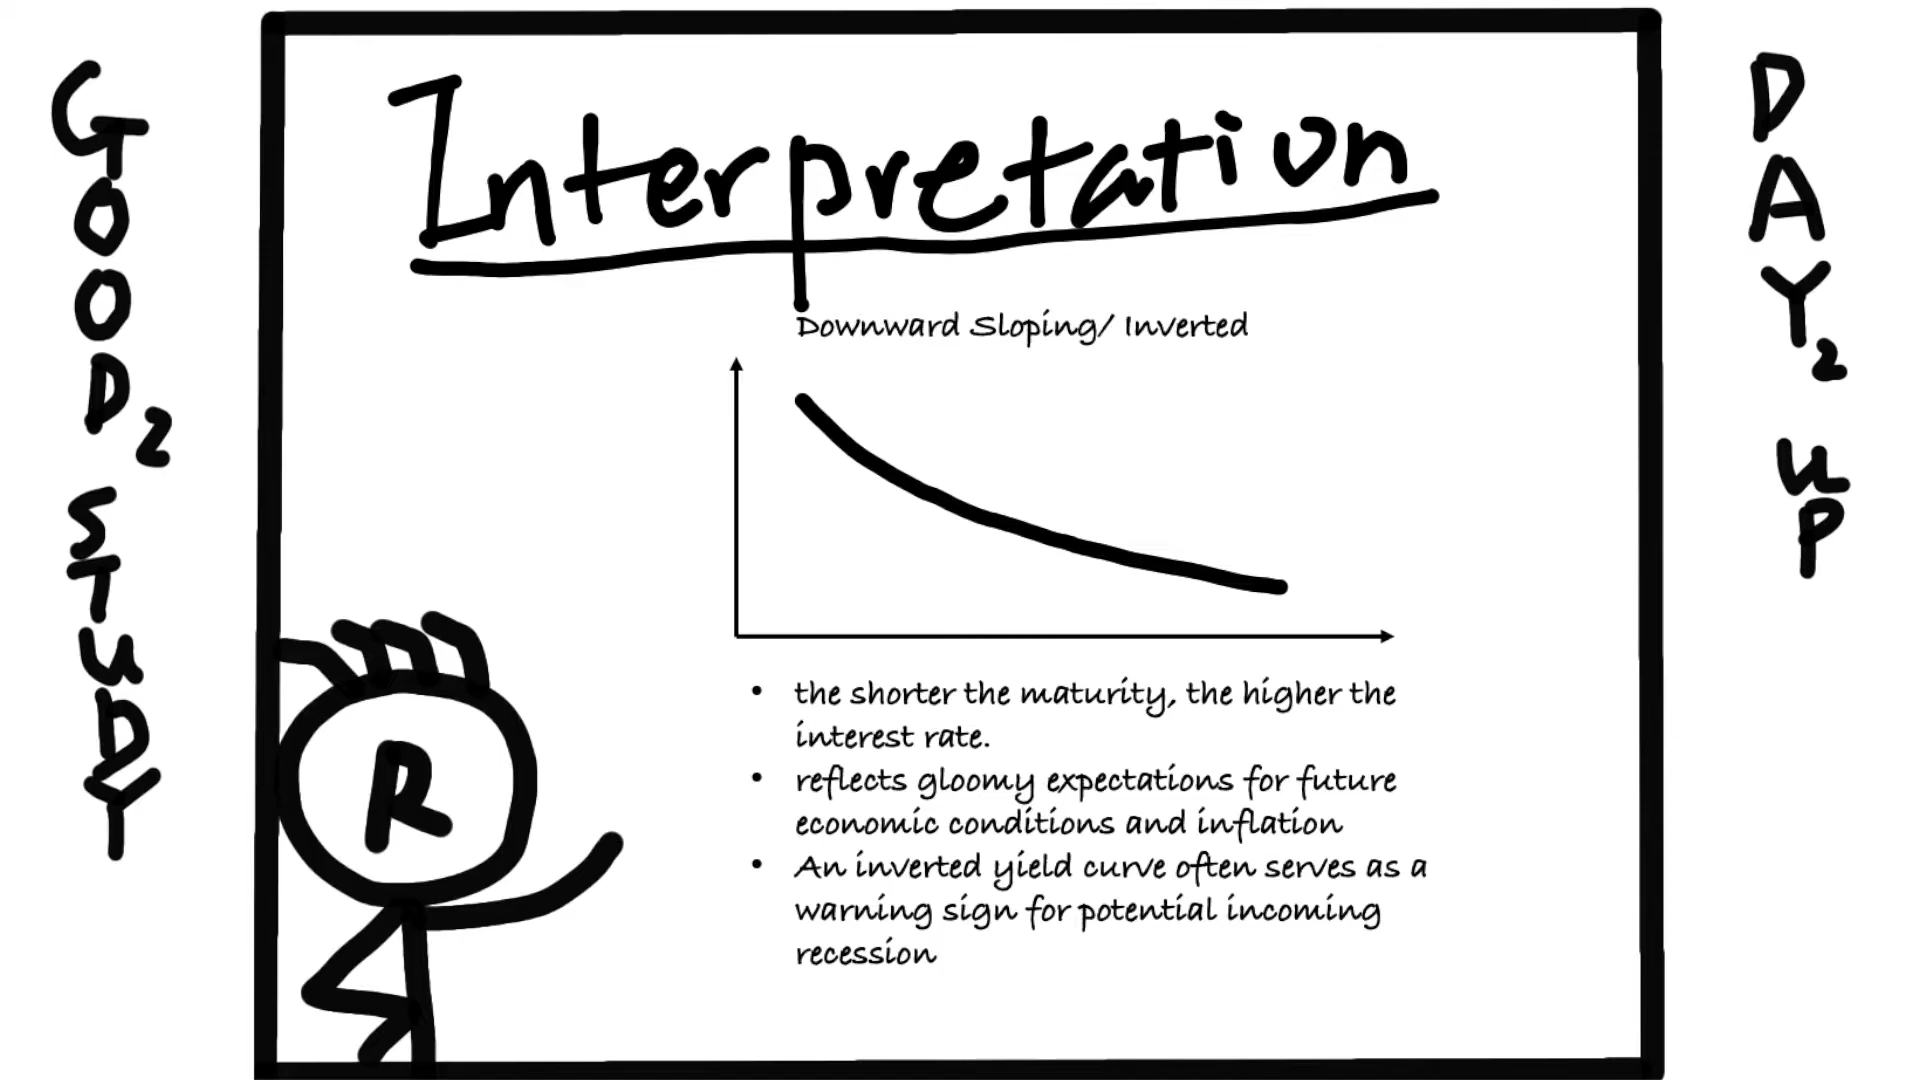 GOOD2 STUDY
Interpretation
Downward Sloping/ Inverted
• the shorter the maturity, the higher the
interest rate.
• reflects gloomy expectations for future
economic conditions and inflation
• An inverted yield curve often serves as a
warning sign for potential incoming
recession
R
DAY2 UP